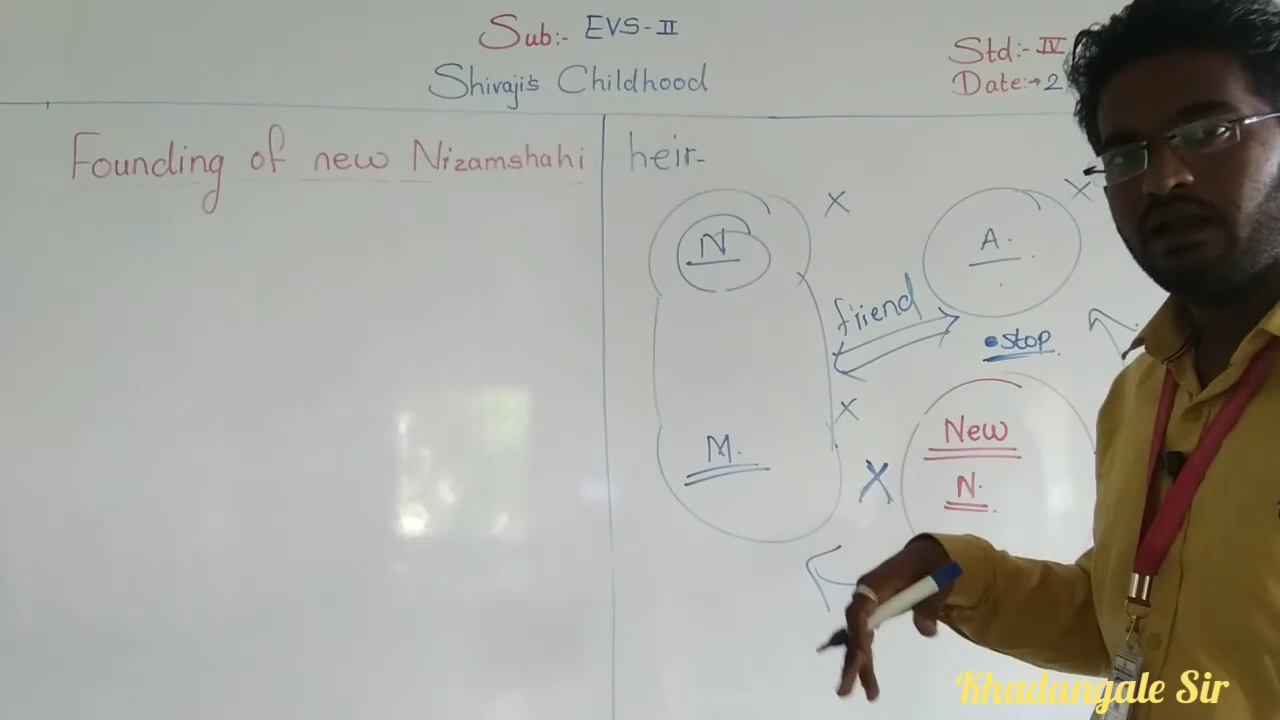 Sub:- EVS-II
Shivaji's Childhood
Std:- IV
Date:→ 2
Founding of new Nizamshahi
heir-
N
A.
friend
stop
M.
New
N.
X
X
X
X
Khadangale Sir